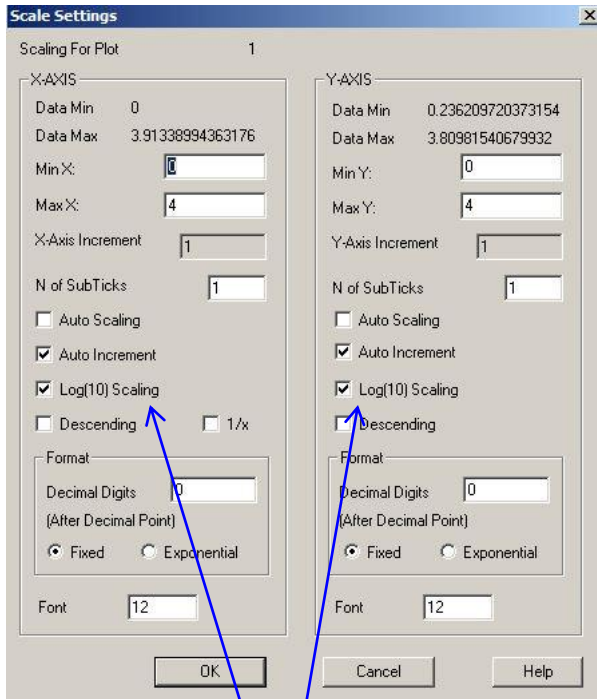 Scale Settings
Scaling For Plot 1
X-AXIS
Data Min 0
Data Max 3.91338994363176
Min X: 0
Max X: 4
X-Axis Increment 1
N of SubTicks 1
Auto Scaling
Auto Increment
Log(10) Scaling
Descending 1/x
Format
Decimal Digits 0
(After Decimal Point)
Fixed Exponential
Font 12
Y-AXIS
Data Min 0.236209720373154
Data Max 3.80981540679932
Min Y: 0
Max Y: 4
Y-Axis Increment 1
N of SubTicks 1
Auto Scaling
Auto Increment
Log(10) Scaling
Descending
Format
Decimal Digits 0
(After Decimal Point)
Fixed Exponential
Font 12
OK Cancel Help